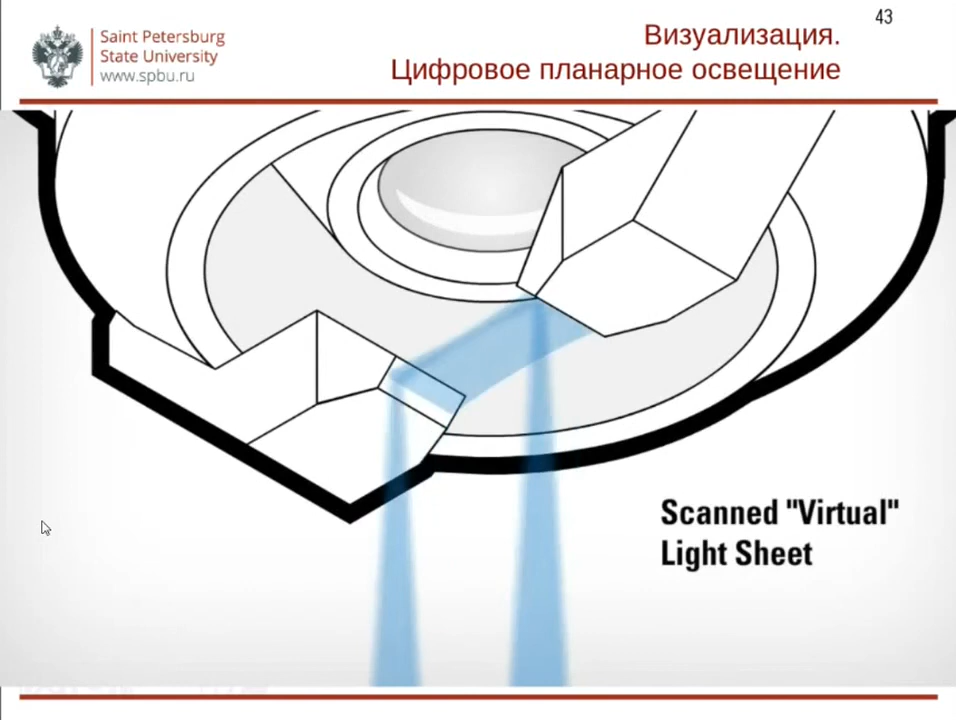 43
Saint Petersburg
State University
www.spbu.ru
Визуализация.
Цифровое планарное освещение
Scanned "Virtual"
Light Sheet